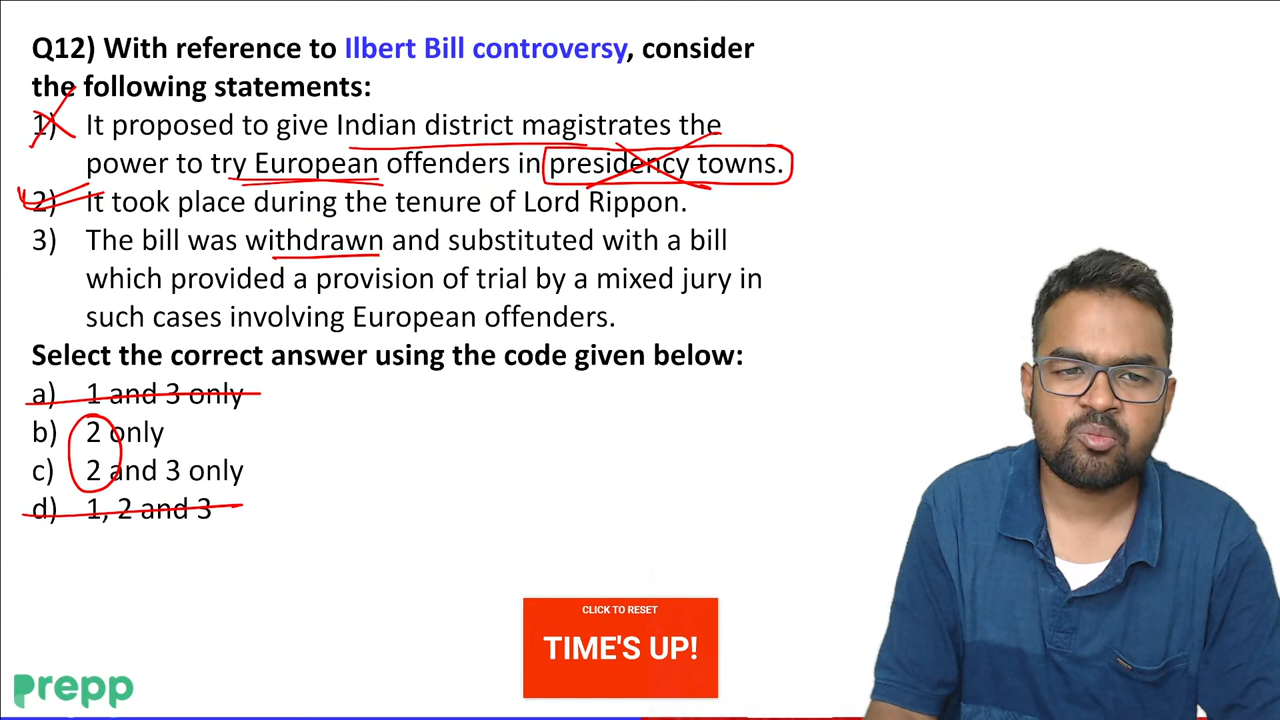 Q12) With reference to Ilbert Bill controversy, consider
the following statements:
1) It proposed to give Indian district magistrates the
power to try European offenders in presidency towns.
2) It took place during the tenure of Lord Rippon.
3) The bill was withdrawn and substituted with a bill
which provided a provision of trial by a mixed jury in
such cases involving European offenders.
Select the correct answer using the code given below:
a) 1 and 3 only
b) 2 only
c) 2 and 3 only
d) 1, 2 and 3
CLICK TO RESET
TIME'S UP!
prepp